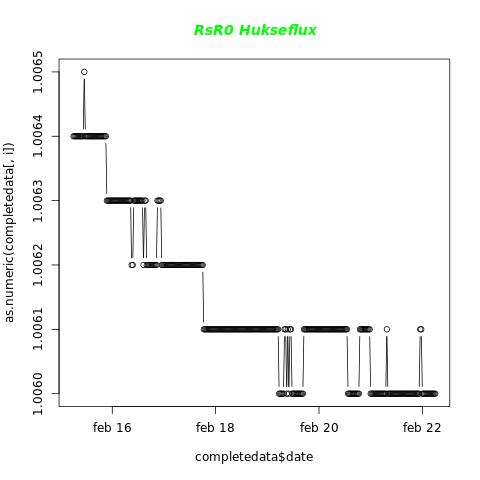 RsR0 Hukseflux
as.numeric(completedata[, i])
1.0065
1.0064
1.0063
1.0062
1.0061
1.0060
feb 16
feb 18
feb 20
feb 22
completedata$date